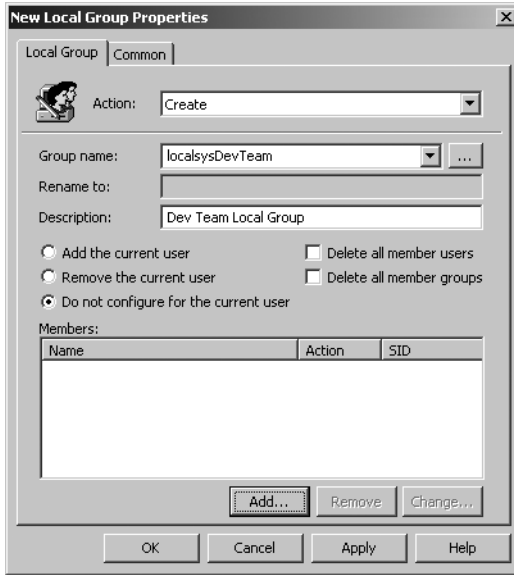 New Local Group Properties
Local Group Common
Action: Create
Group name: localsysDevTeam ...
Rename to:
Description: Dev Team Local Group
Add the current user Delete all member users
Remove the current user Delete all member groups
Do not configure for the current user
Members:
Name Action SID
Add... Remove Change...
OK Cancel Apply Help